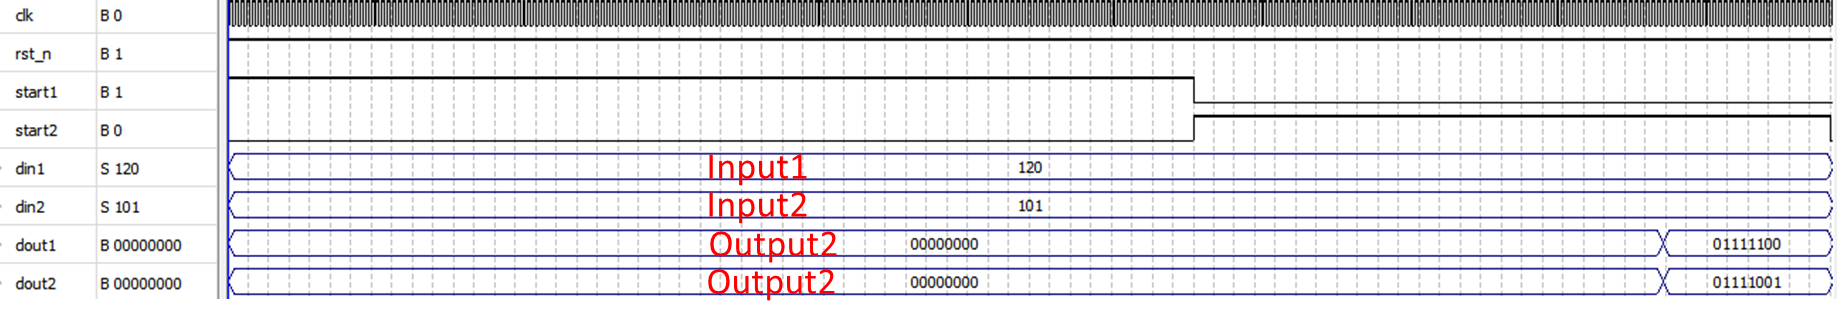 clk B 0
rst_n B 1
start1 B 1
start2 B 0
din1 S 120 Input1 120
din2 S 101 Input2 101
dout1 B 00000000 Output2 00000000 01111100
dout2 B 00000000 Output2 00000000 01111001